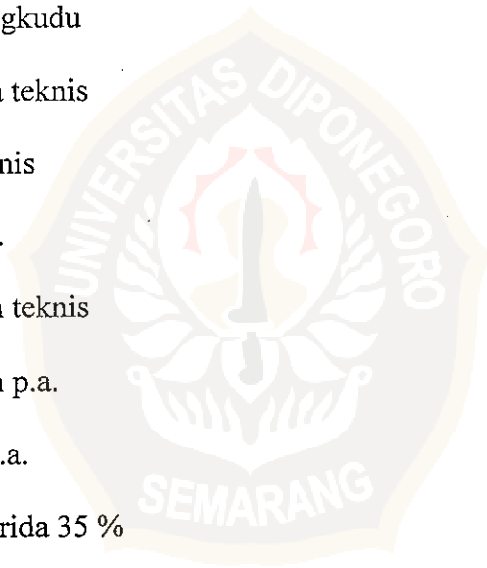 gkudu
teknis
nis
.
teknis
p.a.
.a.
rida 35 %
UNIVERSITAS DIPONEGORO
SEMARANG